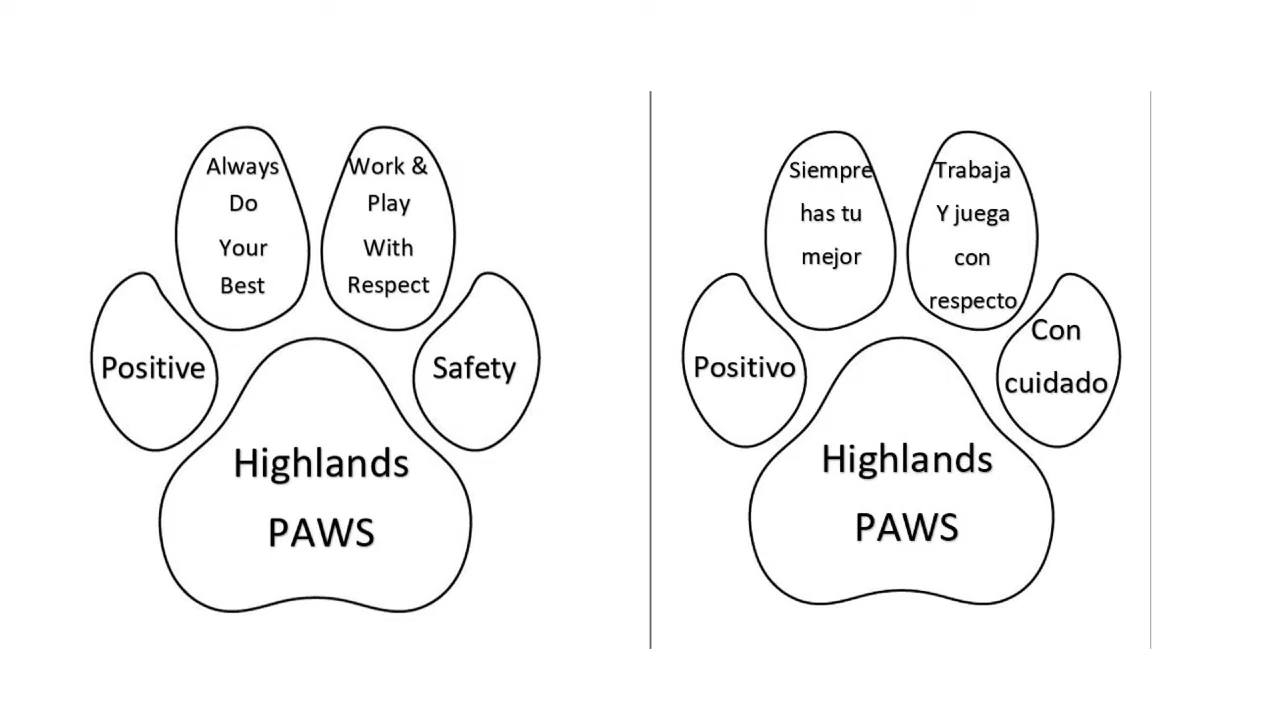 Always
Do
Your
Best
Work &
Play
With
Respect
Positive
Safety
Highlands
PAWS
Siempre
has tu
mejor
Trabaja
Y juega
con
respecto
Positivo
Con
cuidado
Highlands
PAWS